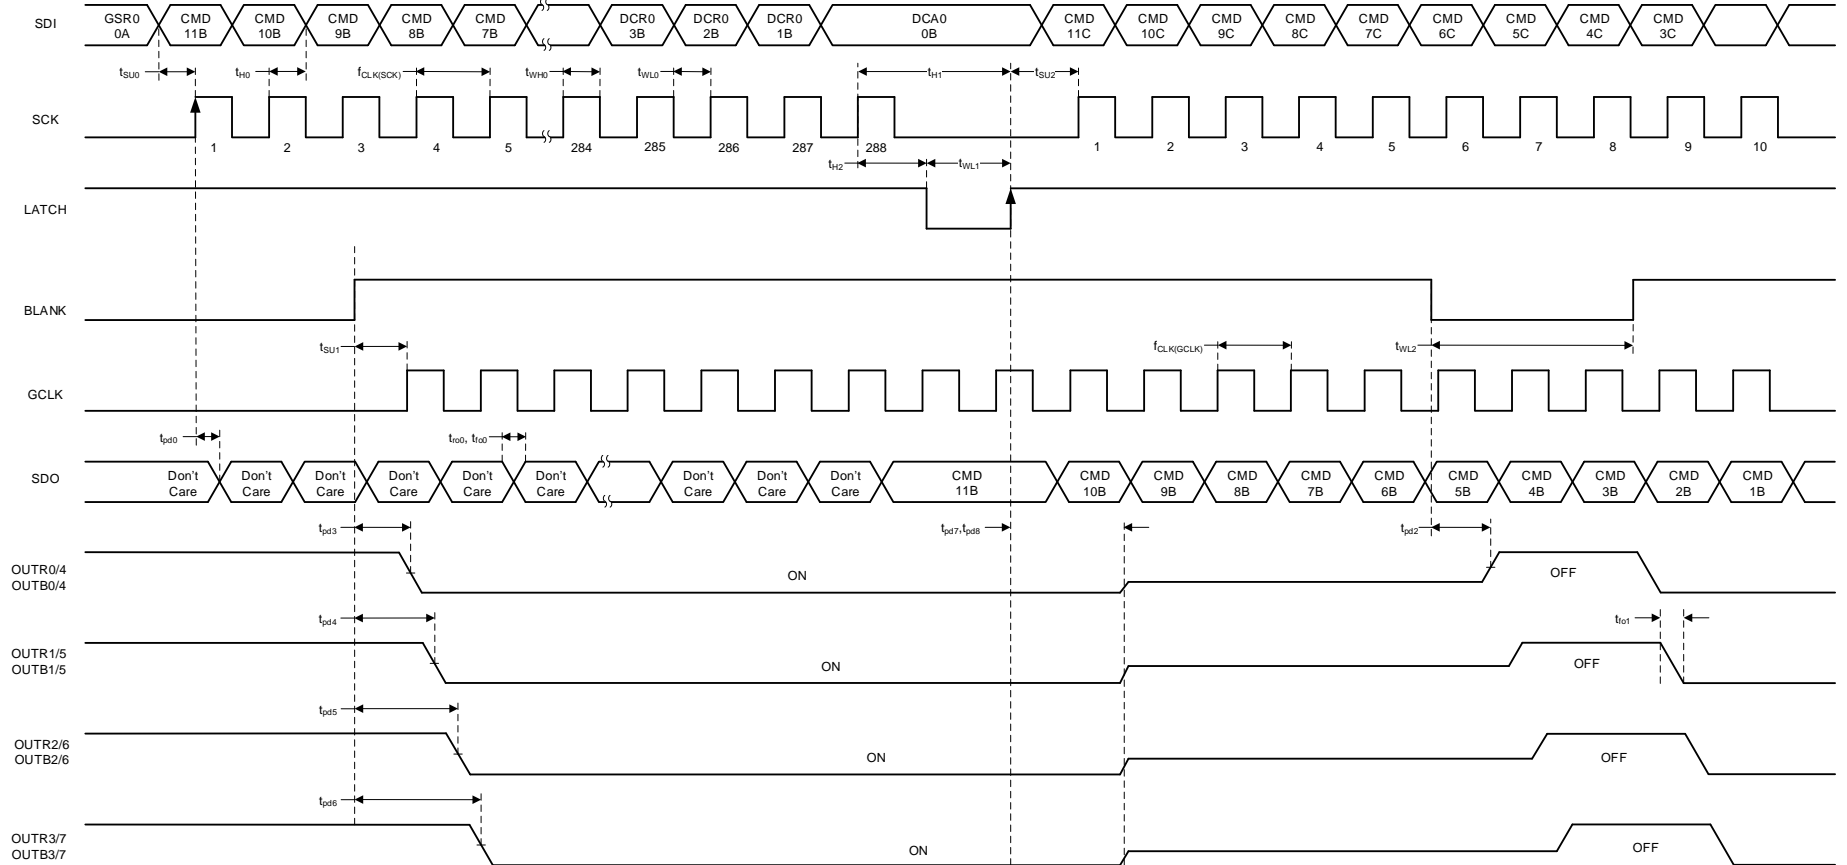 SDI
GSR0 0A
CMD 11B
CMD 10B
CMD 9B
CMD 8B
CMD 7B
DCR0 3B
DCR0 2B
DCR0 1B
DCA0 0B
CMD 11C
CMD 10C
CMD 9C
CMD 8C
CMD 7C
CMD 6C
CMD 5C
CMD 4C
CMD 3C
tSU0
tH0
fCLK(SCK)
tWH0
tWL0
tH1
tSU2
SCK
1 2 3 4 5 284 285 286 287 288 1 2 3 4 5 6 7 8 9 10
tH2
tWL1
LATCH
BLANK
tSU1
fCLK(GCLK)
tWL2
GCLK
tpd0
tro0, tfo0
SDO
Don't Care
Don't Care
Don't Care
Don't Care
Don't Care
Don't Care
Don't Care
Don't Care
Don't Care
CMD 11B
CMD 10B
CMD 9B
CMD 8B
CMD 7B
CMD 6B
CMD 5B
CMD 4B
CMD 3B
CMD 2B
CMD 1B
tpd3
tpd7,tpd8
tpd2
OUTR0/4
OUTB0/4
ON
OFF
tpd4
tfo1
OUTR1/5
OUTB1/5
ON
OFF
tpd5
OUTR2/6
OUTB2/6
ON
OFF
tpd6
OUTR3/7
OUTB3/7
ON
OFF